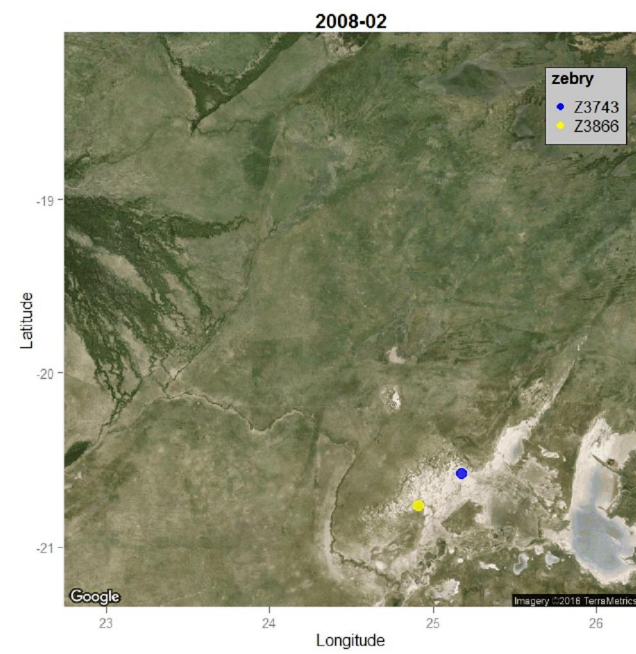 2008-02
zebry
Z3743
Z3866
-19
-20
-21
Latitude
Google
Imagery ©2016 TerraMetrics
23
24
25
26
Longitude